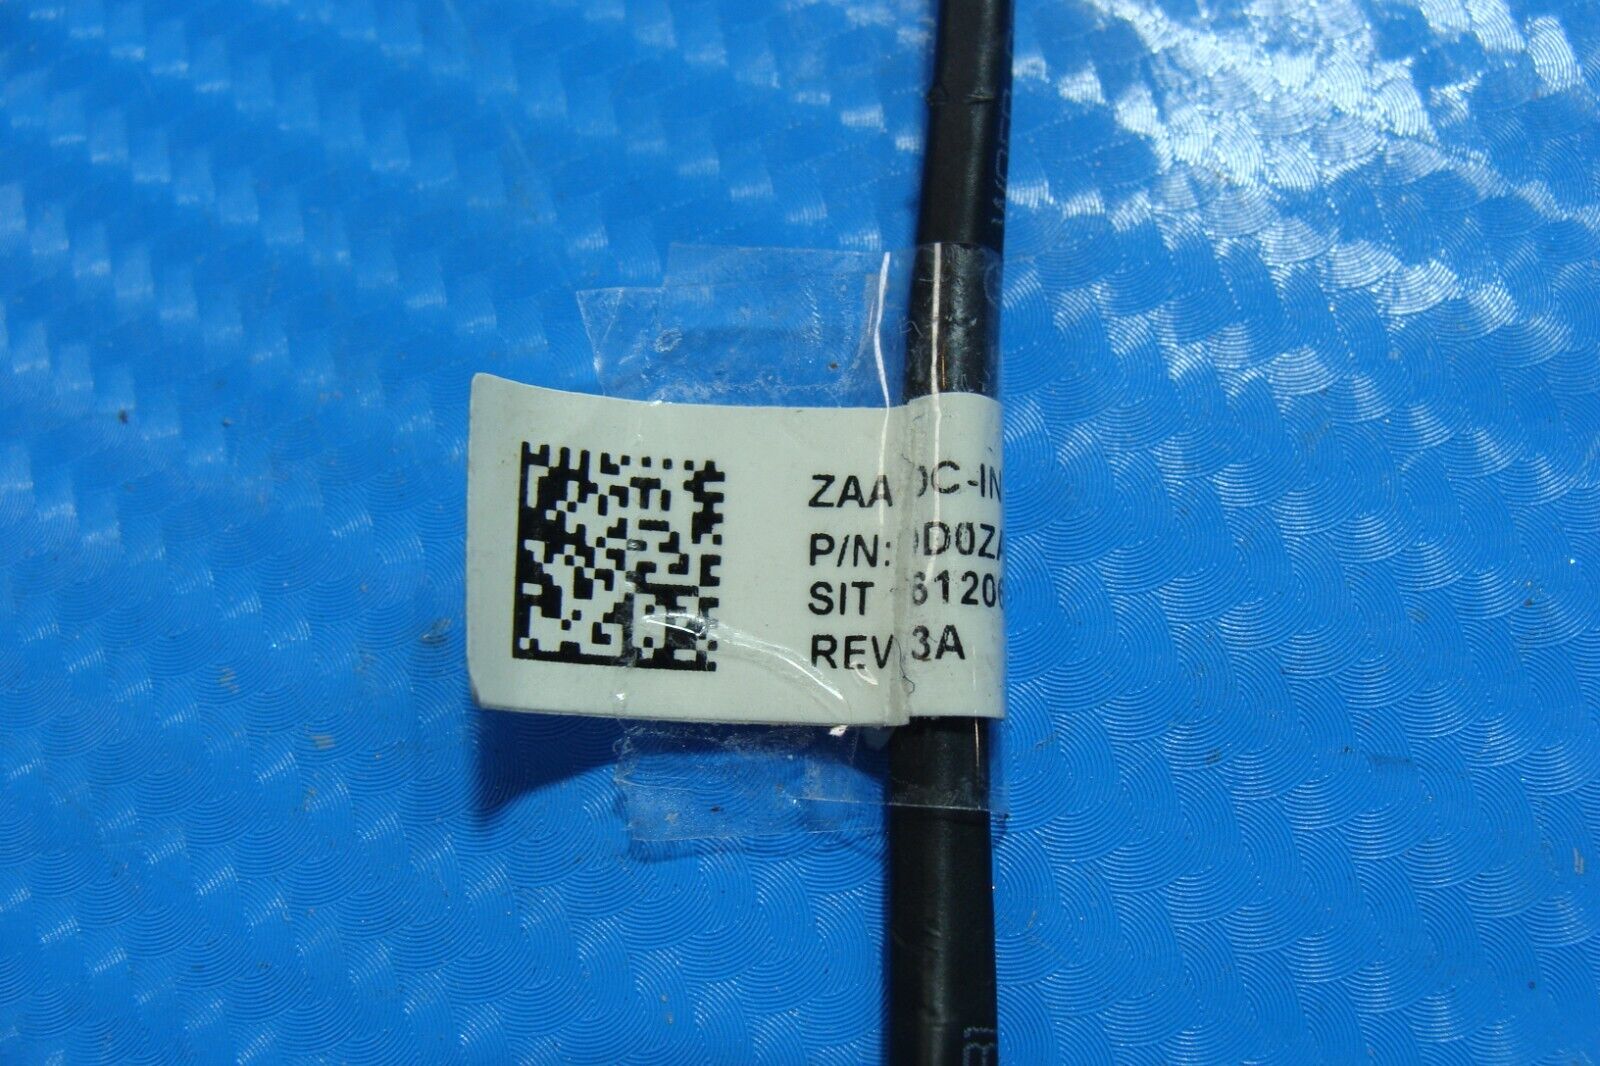 ZAA DC-IN
P/N: DD0ZA
SIT 61206
REV 3A